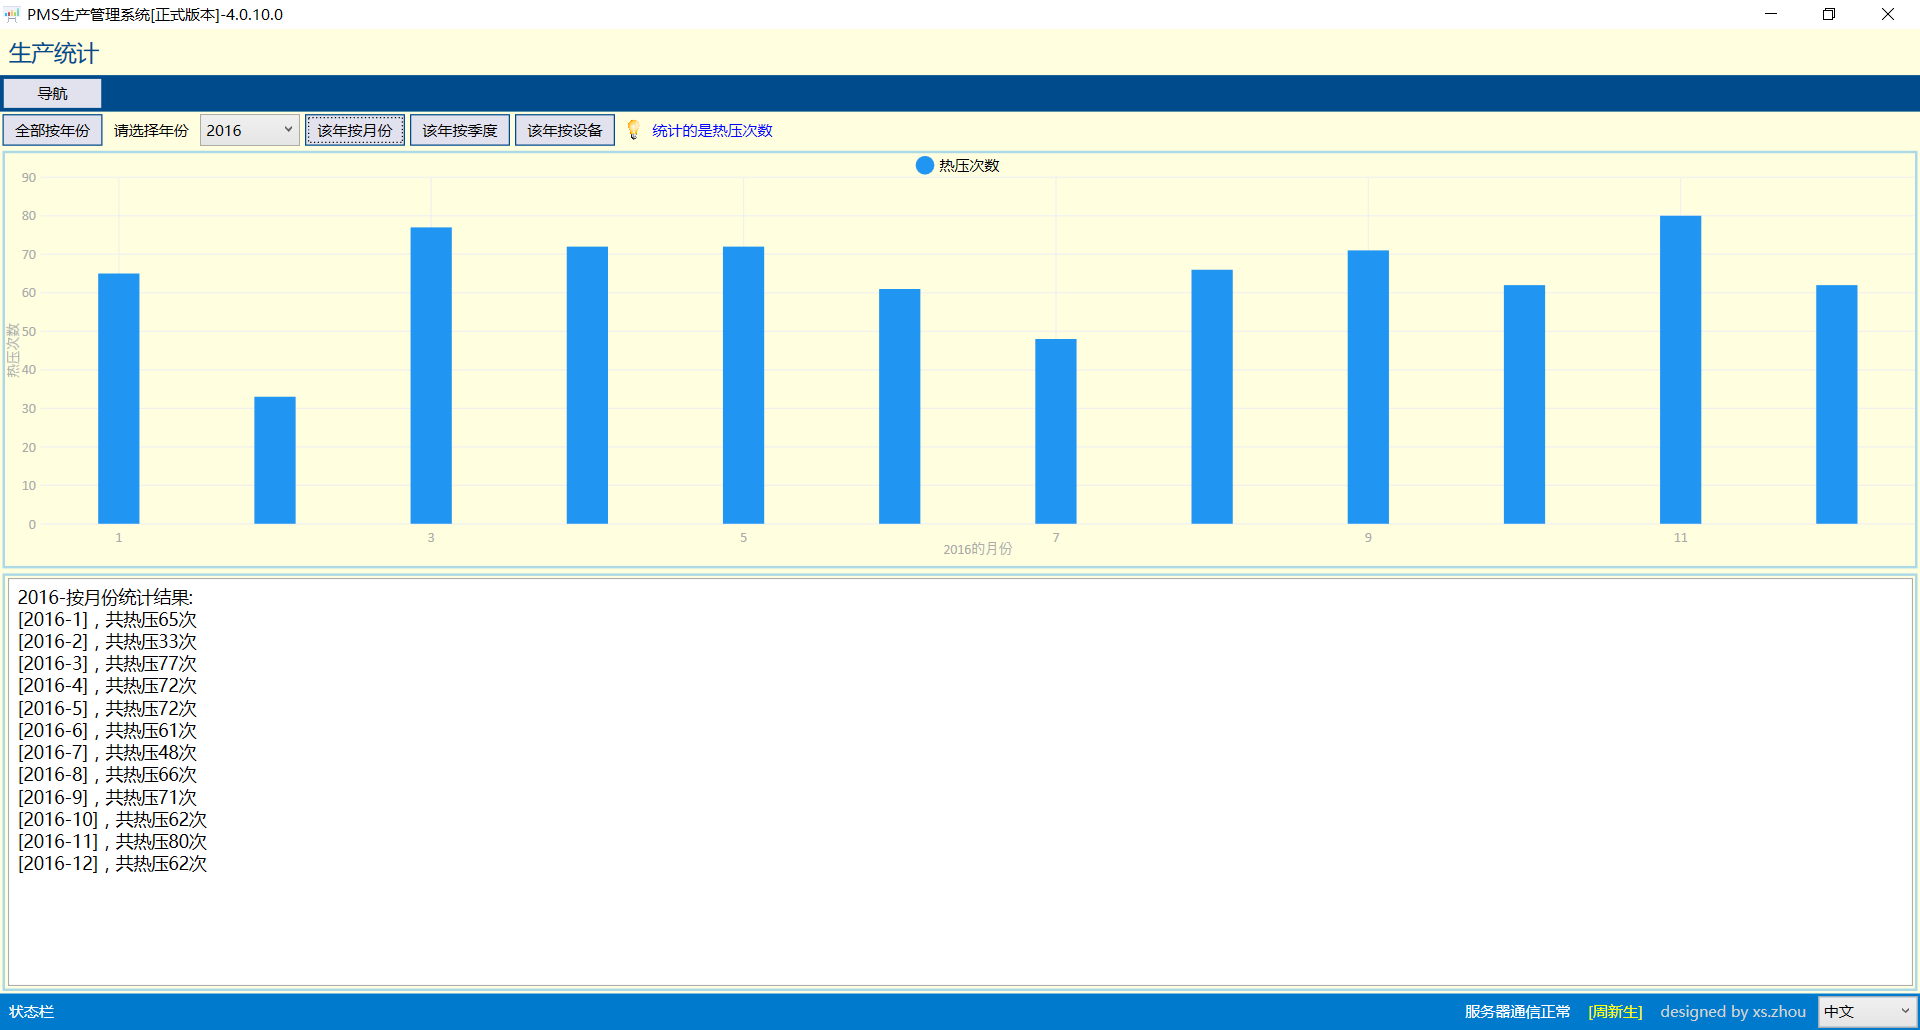 PMS生产管理系统[正式版本]-4.0.10.0
生产统计
导航
全部按年份 请选择年份 2016 该年按月份 该年按季度 该年按设备 统计的是热压次数
热压次数
90
80
70
60
50
40
30
20
10
0
热压次数
1 3 5 7 9 11
2016的月份
2016-按月份统计结果:
[2016-1]，共热压65次
[2016-2]，共热压33次
[2016-3]，共热压77次
[2016-4]，共热压72次
[2016-5]，共热压72次
[2016-6]，共热压61次
[2016-7]，共热压48次
[2016-8]，共热压66次
[2016-9]，共热压71次
[2016-10]，共热压62次
[2016-11]，共热压80次
[2016-12]，共热压62次
状态栏 服务器通信正常 [周新生] designed by xs.zhou 中文